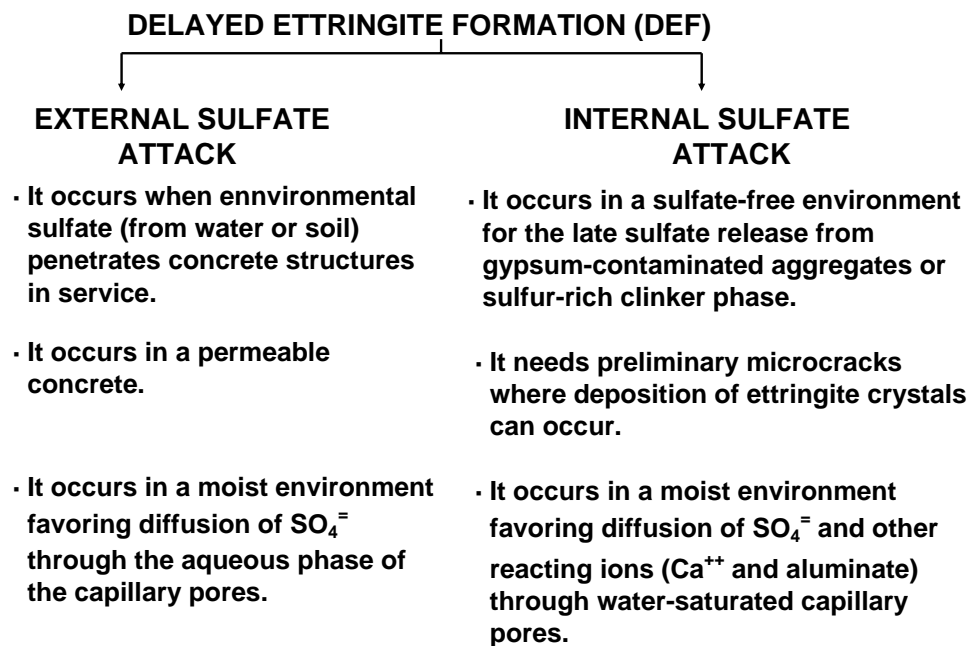 DELAYED ETTRINGITE FORMATION (DEF)
EXTERNAL SULFATE
ATTACK
· It occurs when ennvironmental
sulfate (from water or soil)
penetrates concrete structures
in service.
· It occurs in a permeable
concrete.
· It occurs in a moist environment
favoring diffusion of SO₄⁼
through the aqueous phase of
the capillary pores.
INTERNAL SULFATE
ATTACK
· It occurs in a sulfate-free environment
for the late sulfate release from
gypsum-contaminated aggregates or
sulfur-rich clinker phase.
· It needs preliminary microcracks
where deposition of ettringite crystals
can occur.
· It occurs in a moist environment
favoring diffusion of SO₄⁼ and other
reacting ions (Ca⁺⁺ and aluminate)
through water-saturated capillary
pores.